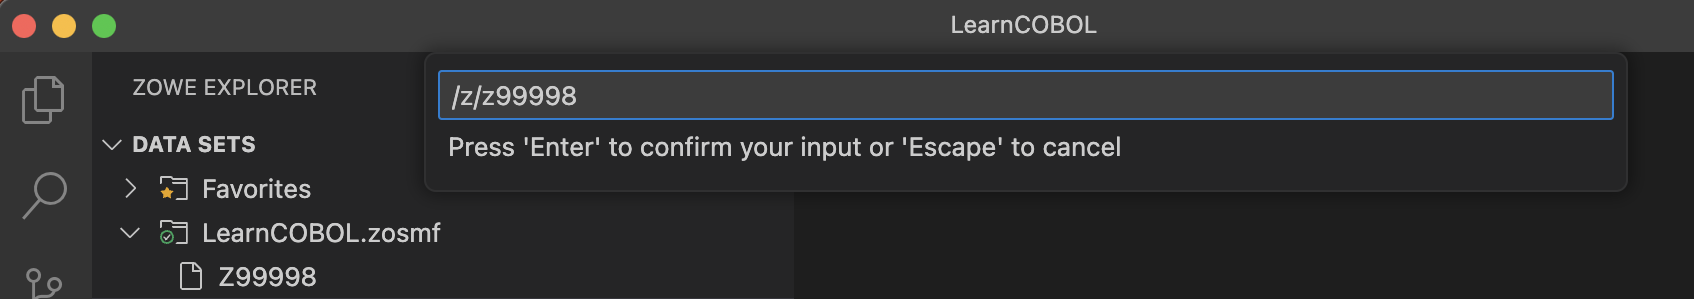 LearnCOBOL
ZOWE EXPLORER
/z/z99998
Press 'Enter' to confirm your input or 'Escape' to cancel
DATA SETS
Favorites
LearnCOBOL.zosmf
Z99998